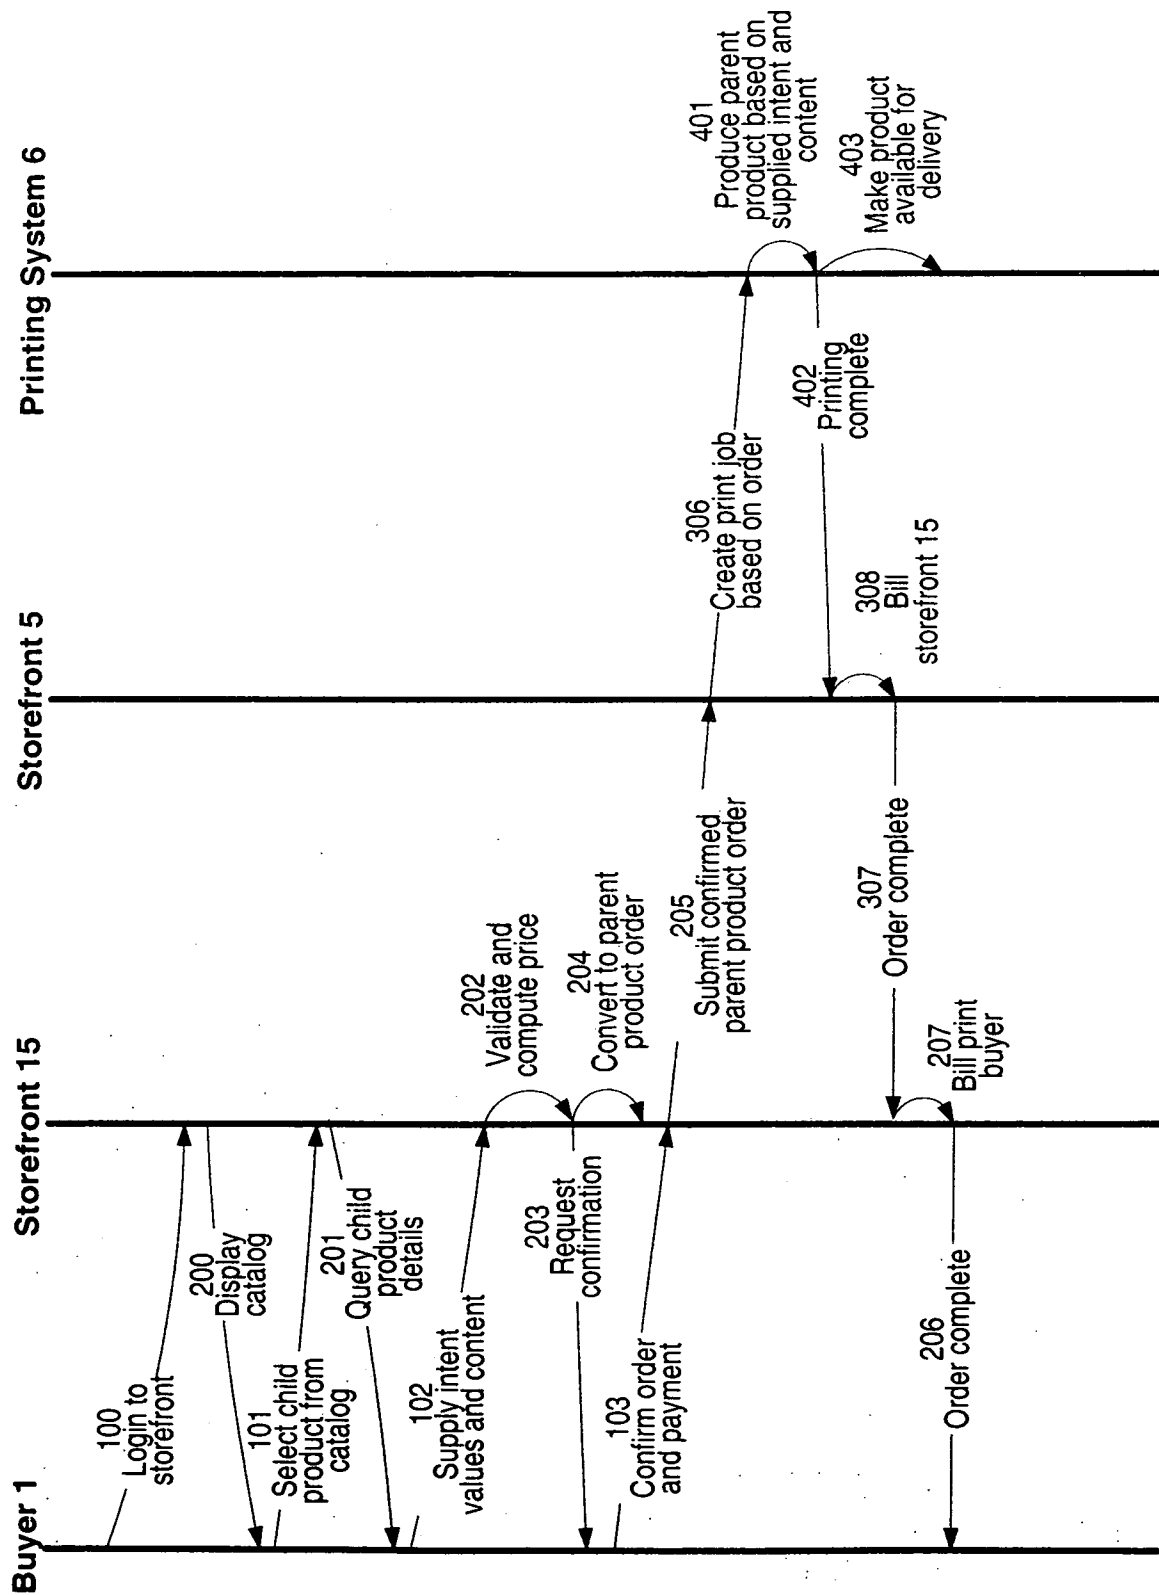 Buyer 1
Storefront 15
Storefront 5
Printing System 6
100
Login to
storefront
200
Display
catalog
101
Select child
product from
catalog
201
Query child
product
details
102
Supply intent
values and content
202
Validate and
compute price
203
Request
confirmation
204
Convert to parent
product order
103
Confirm order
and payment
205
Submit confirmed
parent product order
306
Create print job
based on order
401
Produce parent
product based on
supplied intent and
content
402
Printing
complete
403
Make product
available for
delivery
308
Bill
storefront 15
307
Order complete
207
Bill print
buyer
206
Order complete